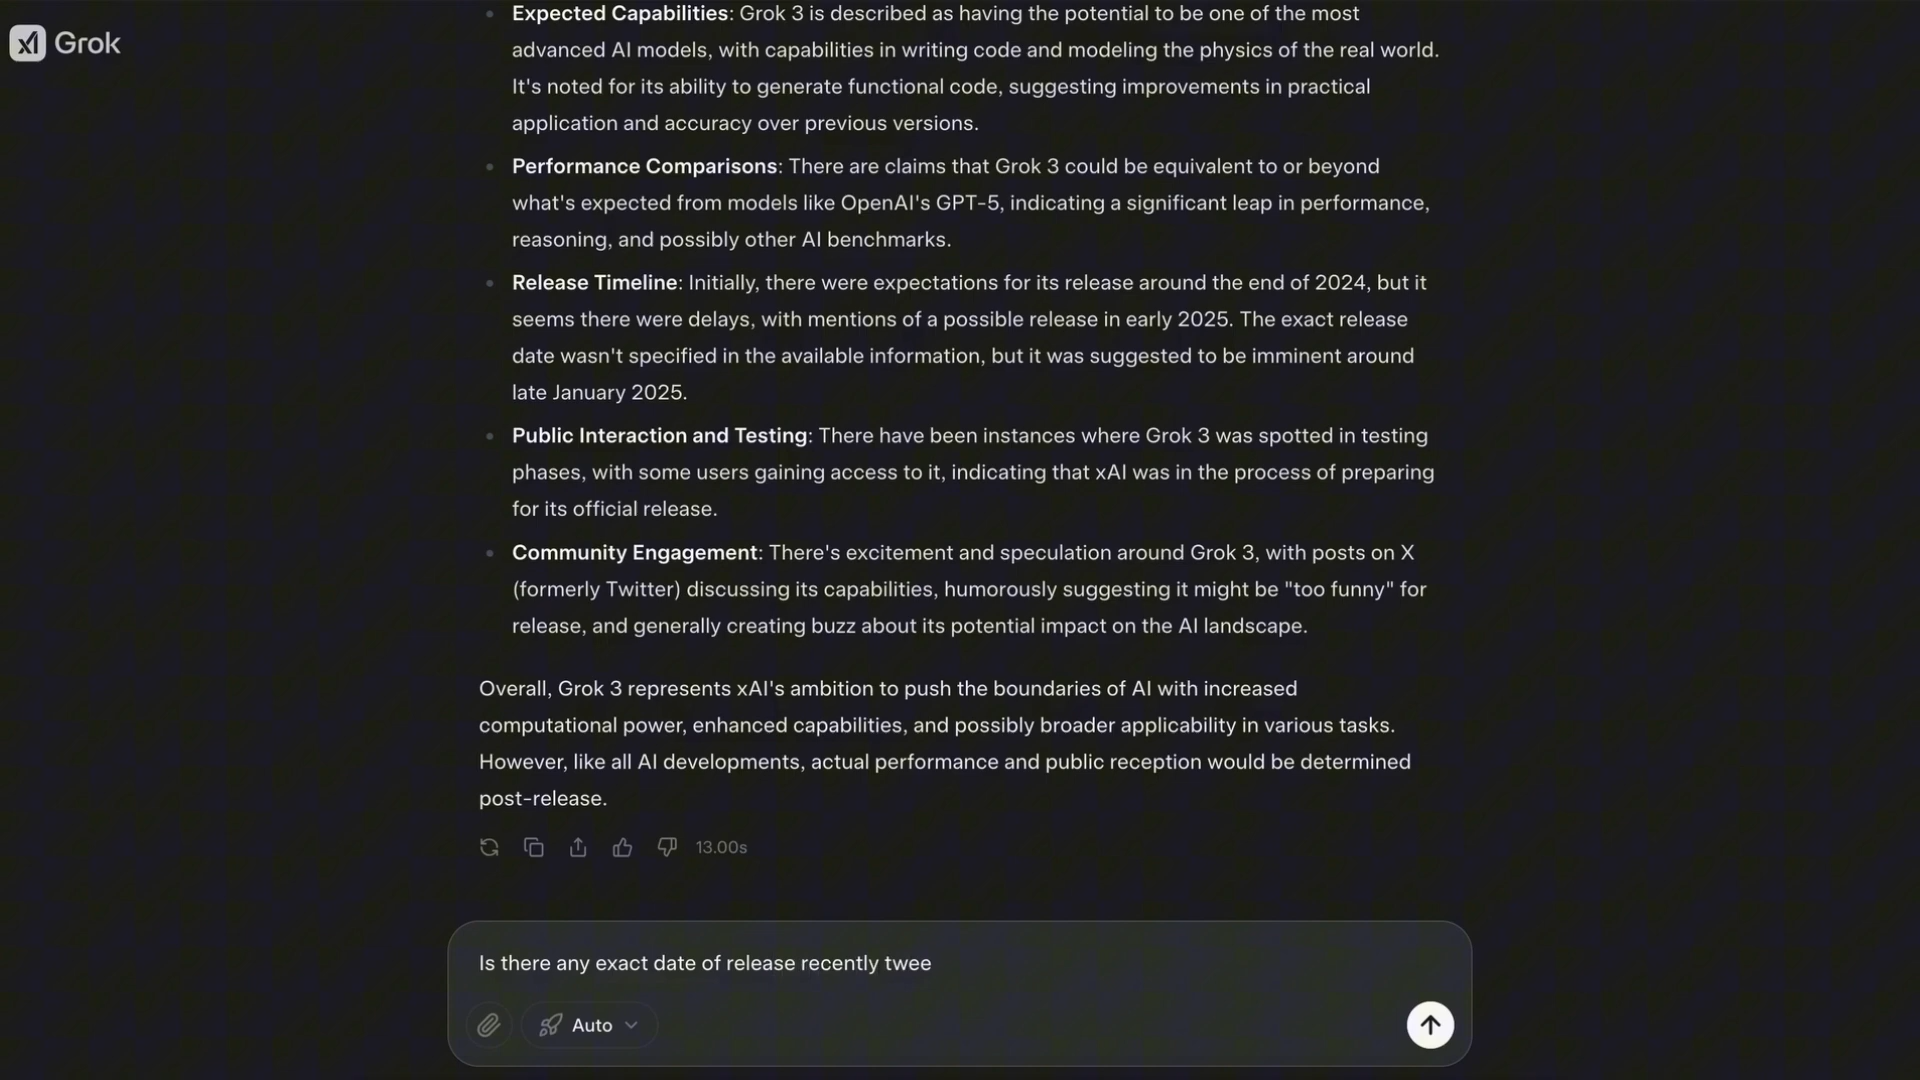 Grok
Expected Capabilities: Grok 3 is described as having the potential to be one of the most
advanced AI models, with capabilities in writing code and modeling the physics of the real world.
It's noted for its ability to generate functional code, suggesting improvements in practical
application and accuracy over previous versions.
Performance Comparisons: There are claims that Grok 3 could be equivalent to or beyond
what's expected from models like OpenAI's GPT-5, indicating a significant leap in performance,
reasoning, and possibly other AI benchmarks.
Release Timeline: Initially, there were expectations for its release around the end of 2024, but it
seems there were delays, with mentions of a possible release in early 2025. The exact release
date wasn't specified in the available information, but it was suggested to be imminent around
late January 2025.
Public Interaction and Testing: There have been instances where Grok 3 was spotted in testing
phases, with some users gaining access to it, indicating that xAI was in the process of preparing
for its official release.
Community Engagement: There's excitement and speculation around Grok 3, with posts on X
(formerly Twitter) discussing its capabilities, humorously suggesting it might be "too funny" for
release, and generally creating buzz about its potential impact on the AI landscape.
Overall, Grok 3 represents xAI's ambition to push the boundaries of AI with increased
computational power, enhanced capabilities, and possibly broader applicability in various tasks.
However, like all AI developments, actual performance and public reception would be determined
post-release.
13.00s
Is there any exact date of release recently twee
Auto